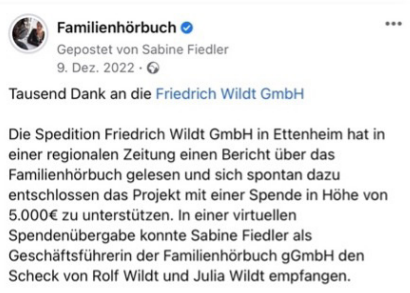 Familienhörbuch
Gepostet von Sabine Fiedler
9. Dez. 2022 ·
Tausend Dank an die Friedrich Wildt GmbH
Die Spedition Friedrich Wildt GmbH in Ettenheim hat in
einer regionalen Zeitung einen Bericht über das
Familienhörbuch gelesen und sich spontan dazu
entschlossen das Projekt mit einer Spende in Höhe von
5.000€ zu unterstützen. In einer virtuellen
Spendenübergabe konnte Sabine Fiedler als
Geschäftsführerin der Familienhörbuch gGmbH den
Scheck von Rolf Wildt und Julia Wildt empfangen.